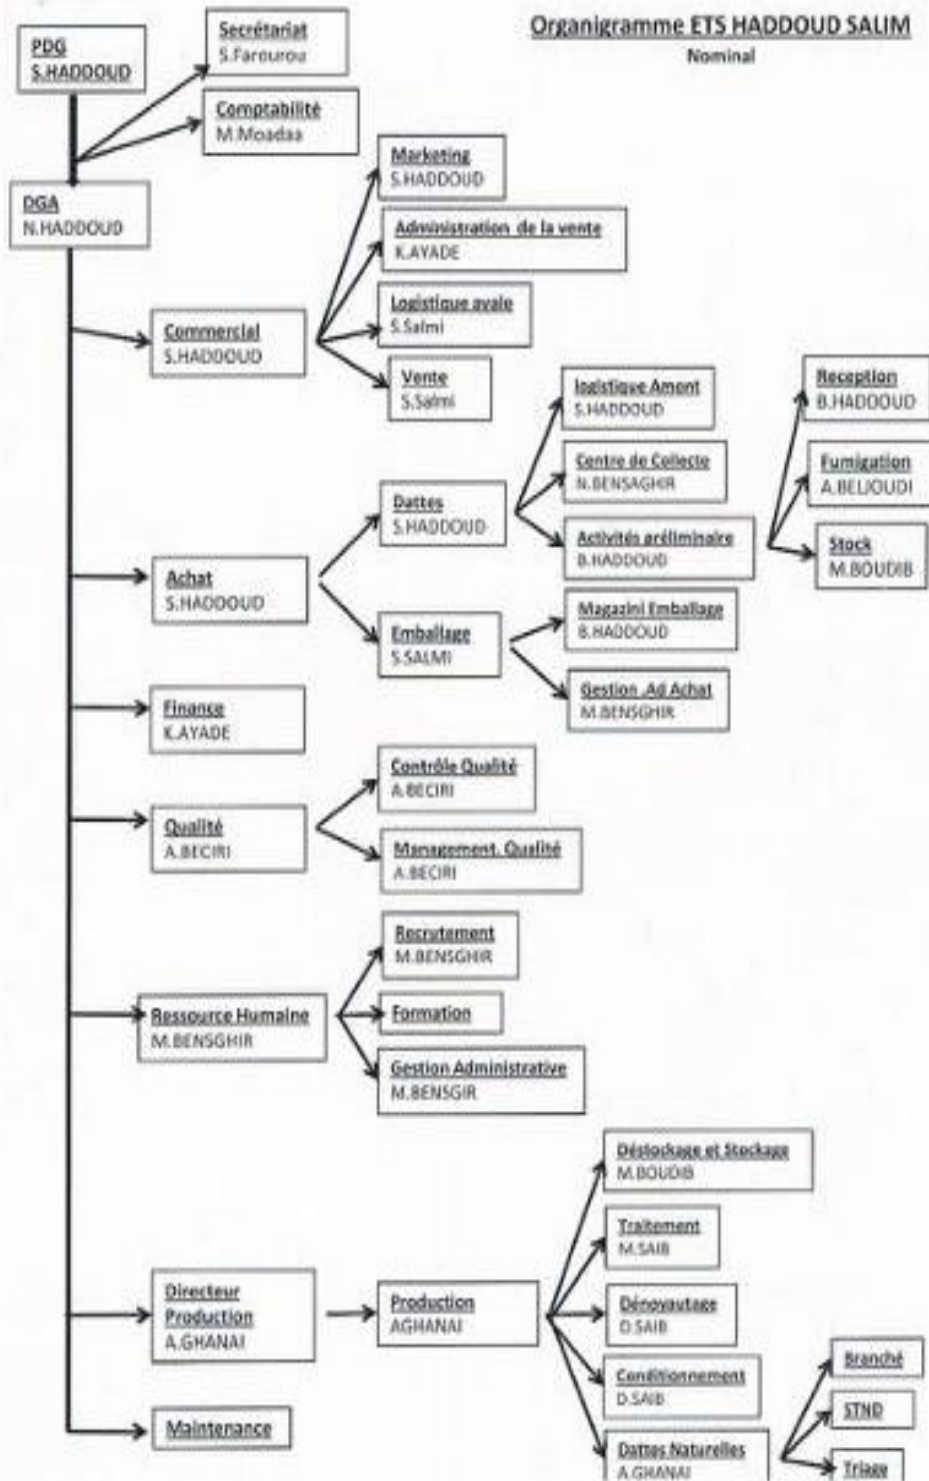 Organigramme ETS HADDOUD SALIM
Nominal
PDG
S.HADDOUD
Secrétariat
S.Farourou
Comptabilité
M.Moadaa
DGA
N.HADDOUD
Marketing
S.HADDOUD
Administration de la vente
K.AYADE
Logistique avale
S.Salmi
Vente
S.Salmi
Commercial
S.HADDOUD
logistique Amont
S.HADDOUD
Centre de Collecte
N.BENSAGHIR
Activités préliminaire
B.HADDOUD
Reception
B.HADDOUD
Fumigation
A.BELJOUDI
Stock
M.BOUDIB
Dattes
S.HADDOUD
Achat
S.HADDOUD
Emballage
S.SALMI
Magazini Emballage
B.HADDOUD
Gestion .Ad Achat
M.BENSGHIR
Finance
K.AYADE
Qualité
A.BECIRI
Contrôle Qualité
A.BECIRI
Management. Qualité
A.BECIRI
Recrutement
M.BENSGHIR
Ressource Humaine
M.BENSGHIR
Formation
Gestion Administrative
M.BENSGIR
Déstockage et Stockage
M.BOUDIB
Traitement
M.SAIB
Directeur
Production
A.GHANAI
Production
AGHANAI
Dénoyautage
D.SAIB
Conditionnement
D.SAIB
Dattes Naturelles
A.GHANAI
Branché
STND
Triage
Maintenance